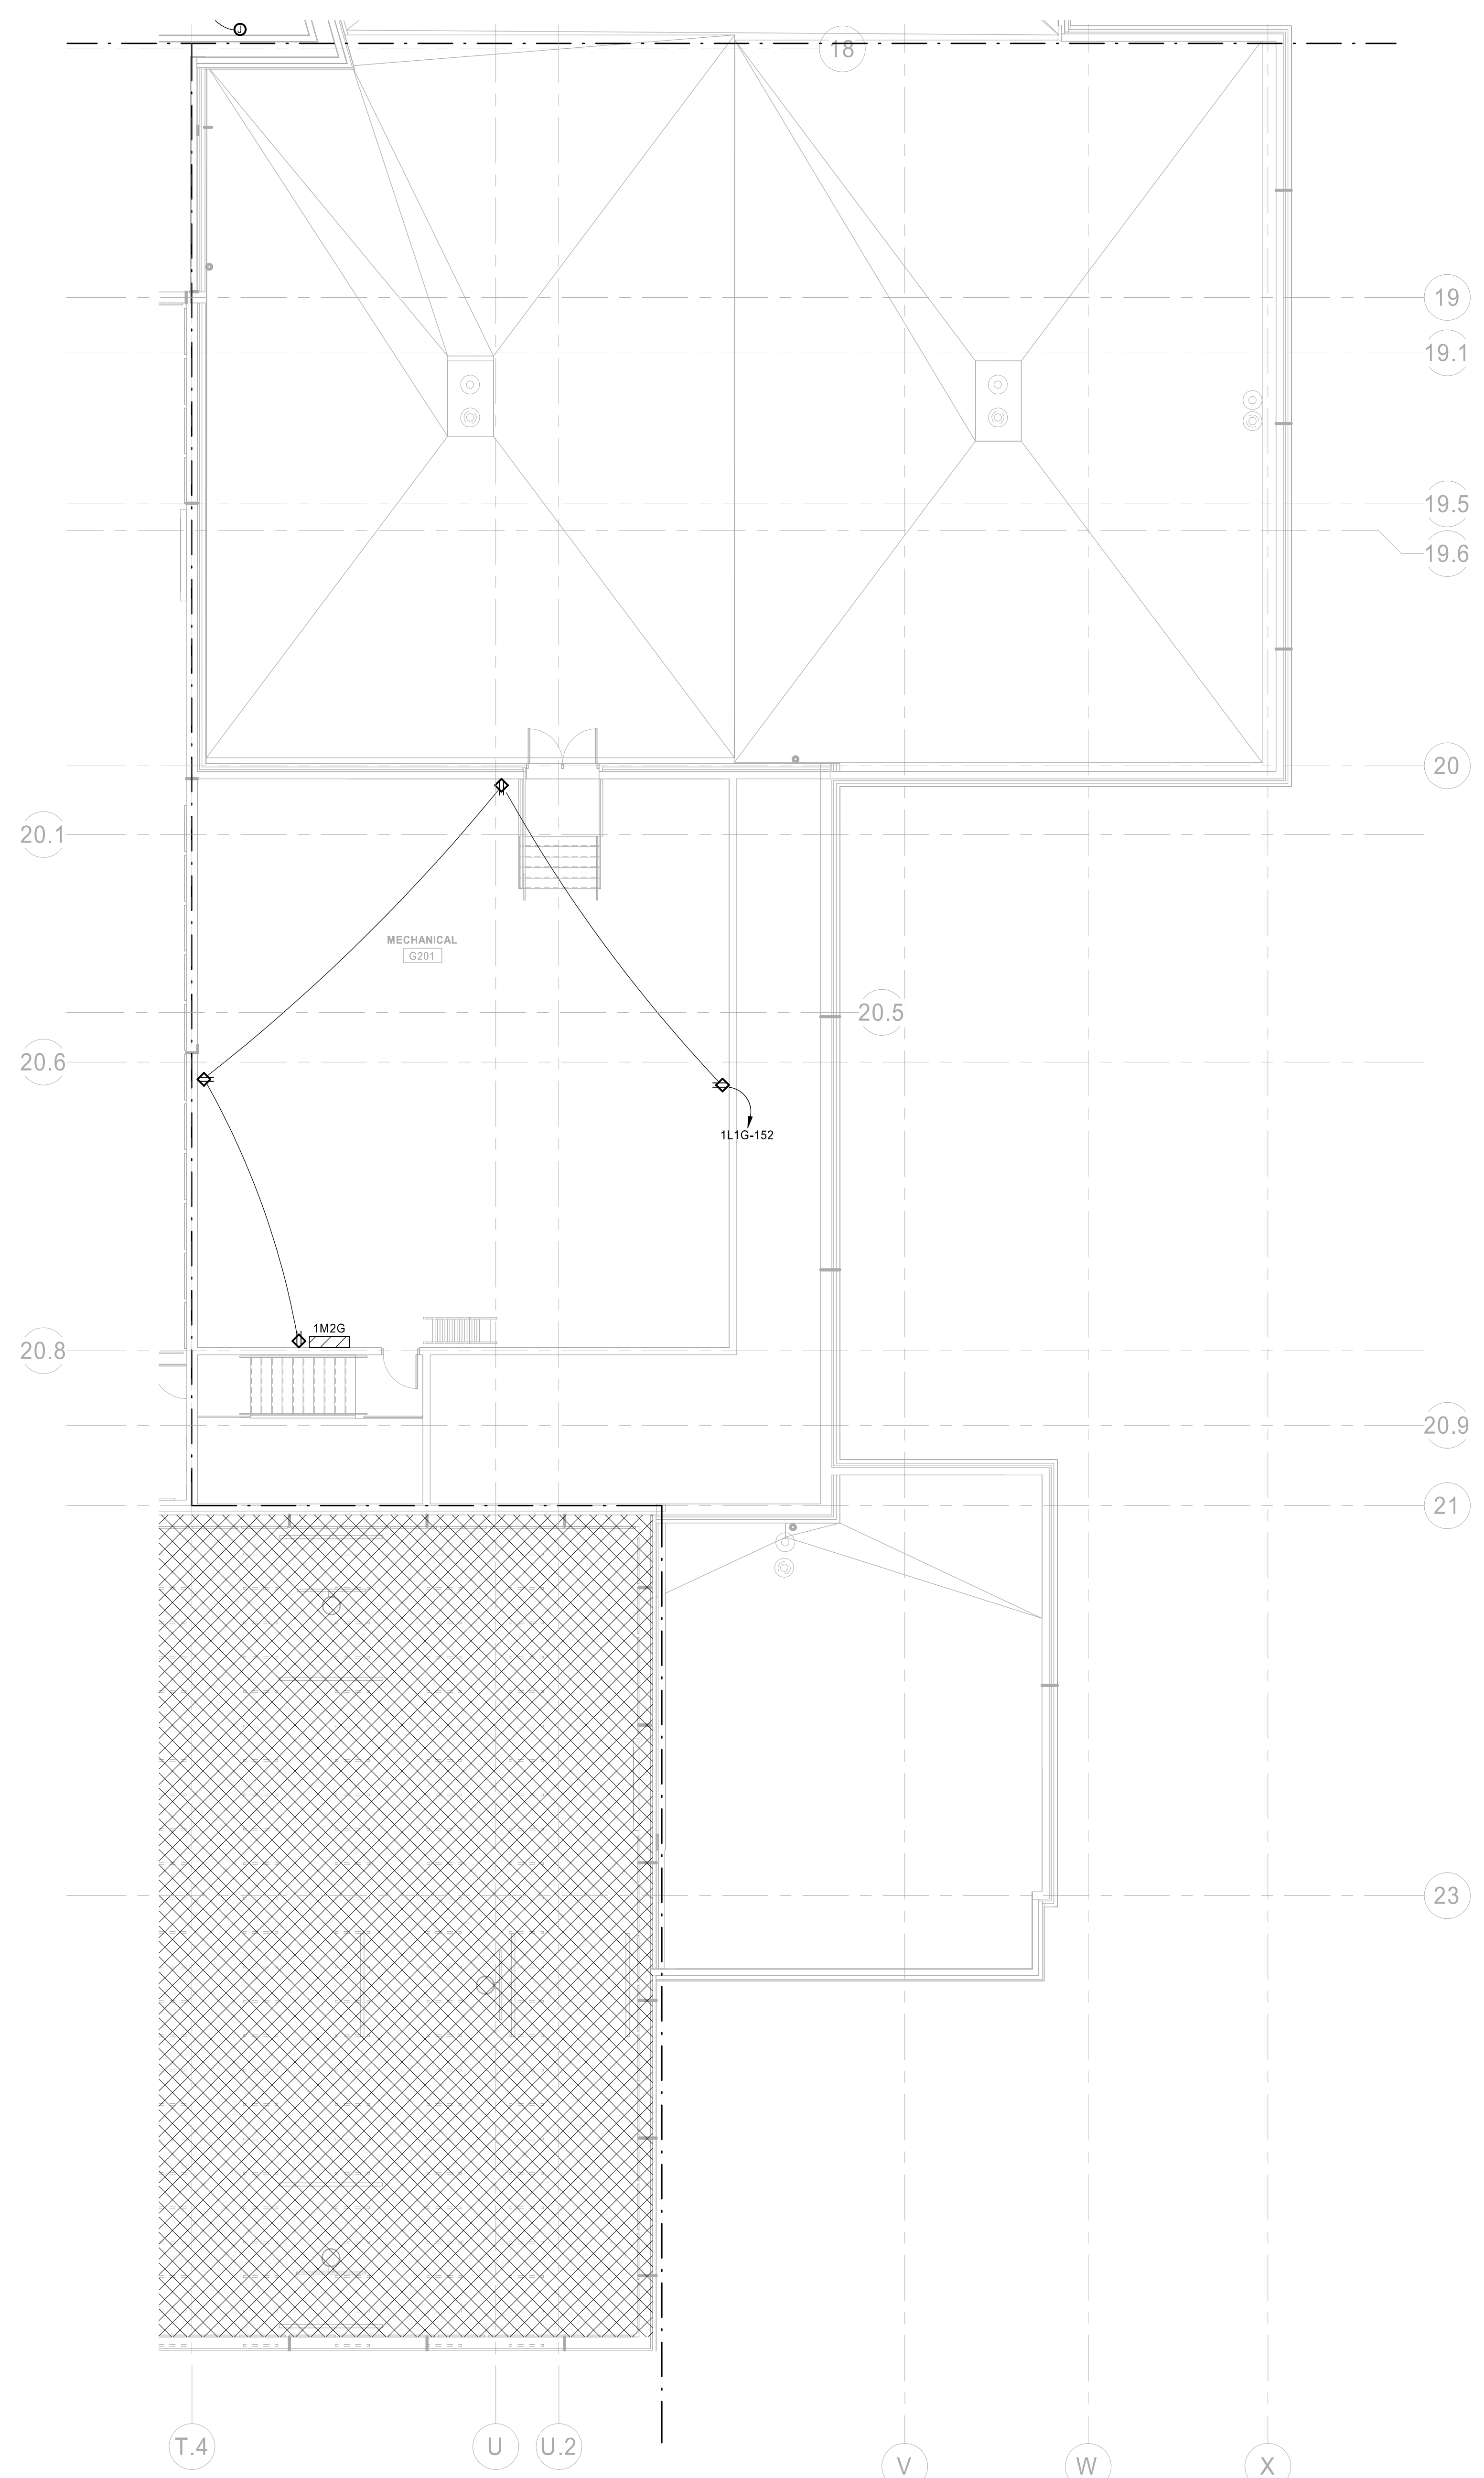 J
18
19
19.1
19.5
19.6
20
20.1
MECHANICAL
G201
20.5
20.6
1L1G-152
1M2G
20.8
20.9
21
23
T.4
U
U.2
V
W
X